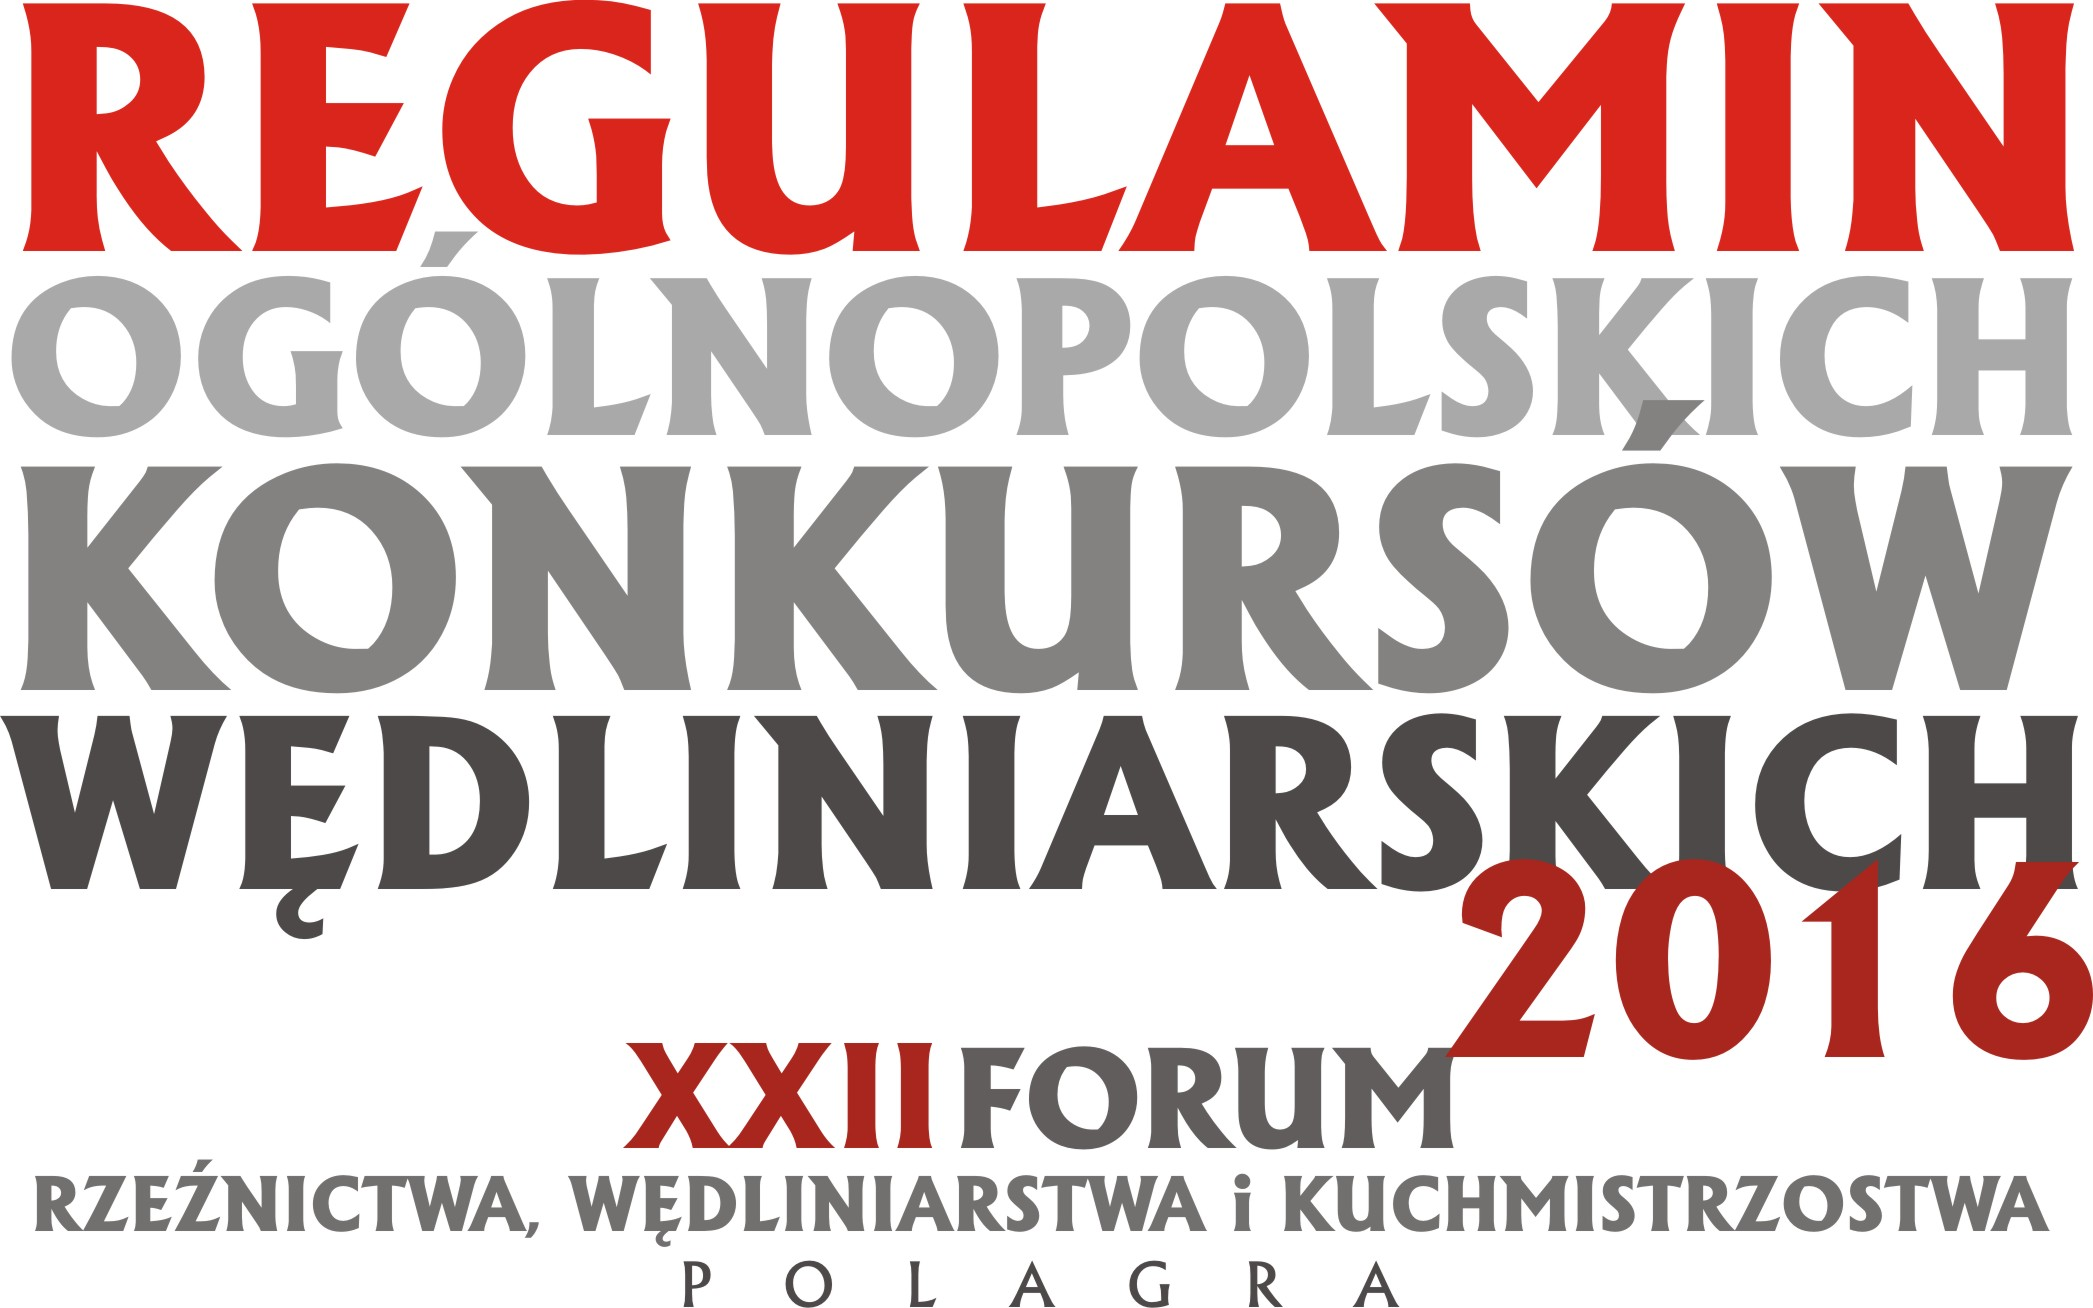 REGULAMIN
OGÓLNOPOLSKICH
KONKURSÓW
WĘDLINIARSKICH
2016
XXII FORUM
RZEŹNICTWA, WĘDLINIARSTWA i KUCHMISTRZOSTWA
POLAGRA